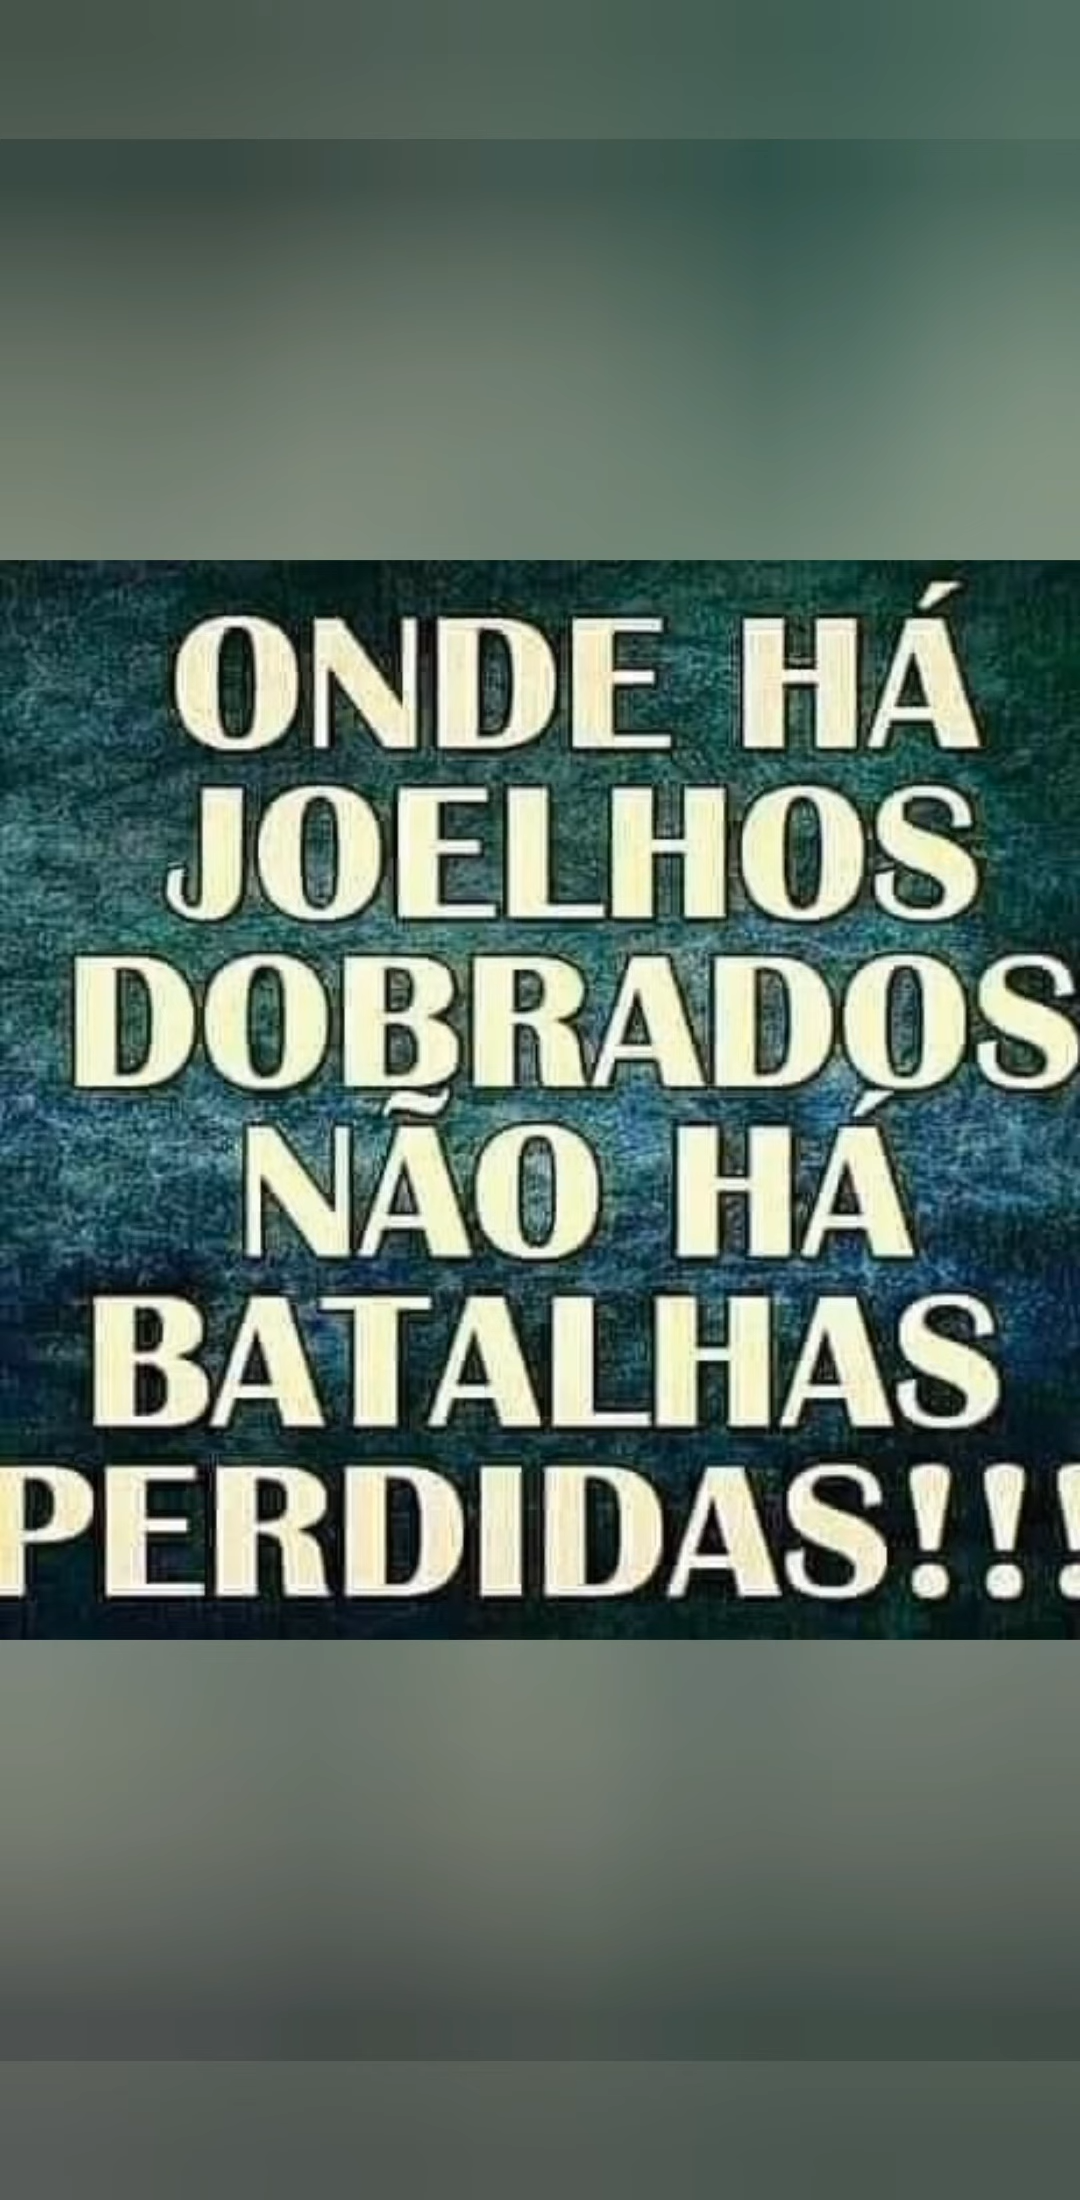 ONDE HÁ
JOELHOS
DOBRADOS
NÃO HÁ
BATALHAS
PERDIDAS!!!